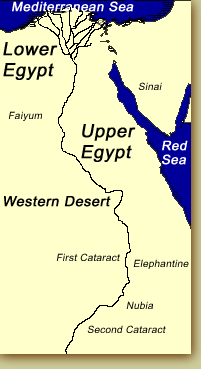 Mediterranean Sea
Lower
Egypt
Sinai
Faiyum
Upper
Egypt
Red
Sea
Western Desert
First Cataract
Elephantine
Nubia
Second Cataract